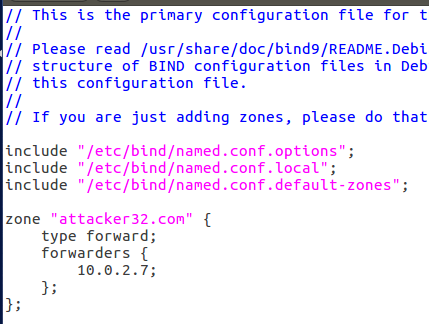 // This is the primary configuration file for t
//
// Please read /usr/share/doc/bind9/README.Debi
// structure of BIND configuration files in Deb
// this configuration file.
//
// If you are just adding zones, please do that
include "/etc/bind/named.conf.options";
include "/etc/bind/named.conf.local";
include "/etc/bind/named.conf.default-zones";
zone "attacker32.com" {
    type forward;
    forwarders {
        10.0.2.7;
    };
};